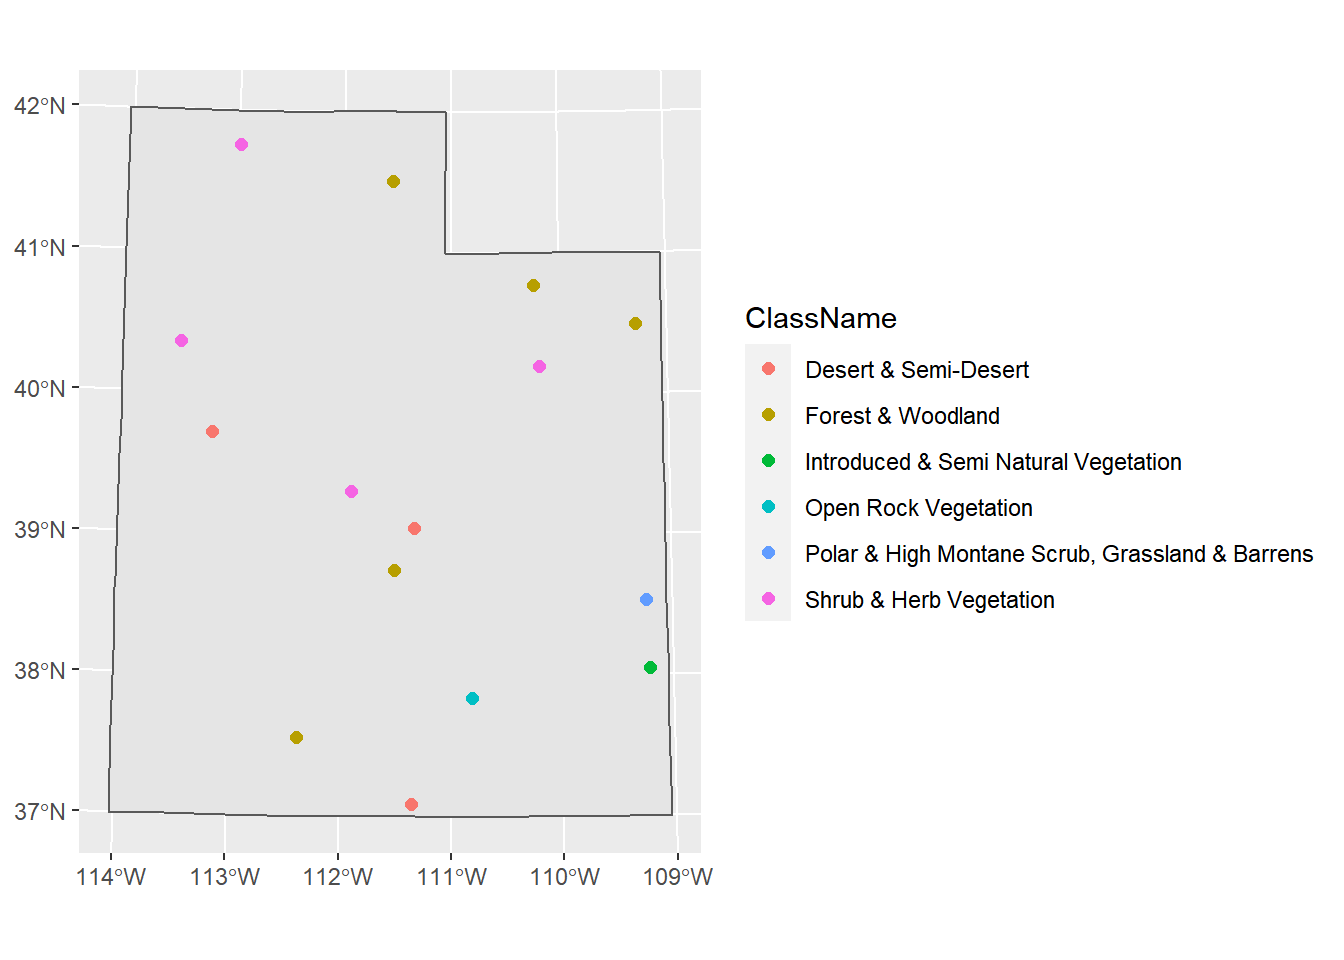 42°N
41°N
40°N
39°N
38°N
37°N
114°W 113°W 112°W 111°W 110°W 109°W
ClassName
Desert & Semi-Desert
Forest & Woodland
Introduced & Semi Natural Vegetation
Open Rock Vegetation
Polar & High Montane Scrub, Grassland & Barrens
Shrub & Herb Vegetation